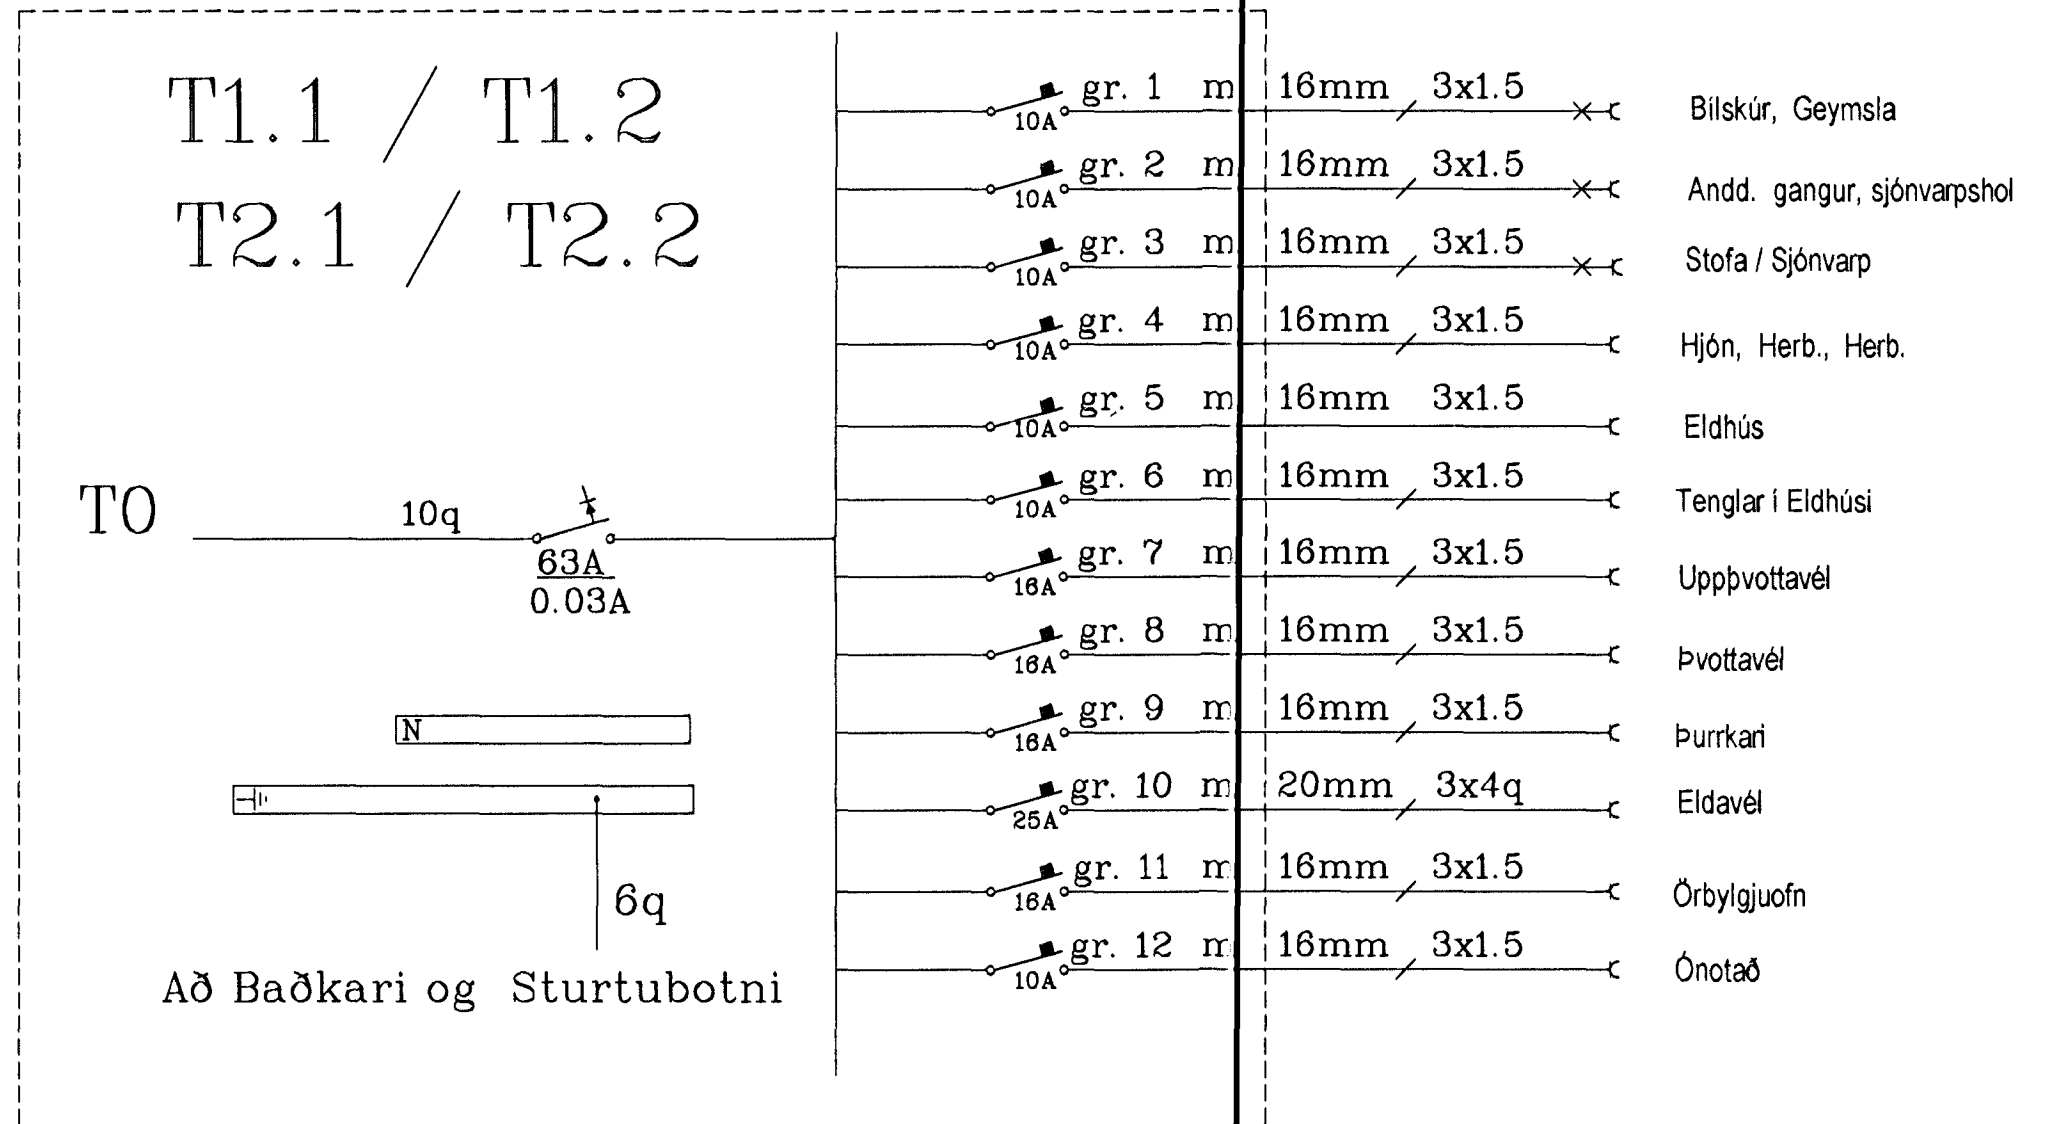 T1.1 / T1.2
T2.1 / T2.2
T0
10q
63A
0.03A
N
6q
Að Baðkari og Sturtubotni
gr. 1 m 16mm 3x1.5 Bílskúr, Geymsla
10A
gr. 2 m 16mm 3x1.5 Andd. gangur, sjónvarpshol
10A
gr. 3 m 16mm 3x1.5 Stofa / Sjónvarp
10A
gr. 4 m 16mm 3x1.5 Hjón, Herb., Herb.
10A
gr. 5 m 16mm 3x1.5 Eldhús
10A
gr. 6 m 16mm 3x1.5 Tenglar í Eldhúsi
10A
gr. 7 m 16mm 3x1.5 Uppþvottavél
16A
gr. 8 m 16mm 3x1.5 Þvottavél
16A
gr. 9 m 16mm 3x1.5 Þurrkari
16A
gr. 10 m 20mm 3x4q Eldavél
25A
gr. 11 m 16mm 3x1.5 Örbylgjuofn
16A
gr. 12 m 16mm 3x1.5 Ónotað
10A